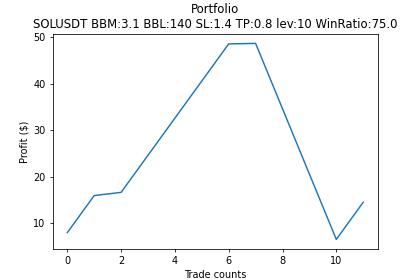 Portfolio
SOLUSDT BBM:3.1 BBL:140 SL:1.4 TP:0.8 lev:10 WinRatio:75.0
50
40
30
20
10
Profit ($)
0 2 4 6 8 10
Trade counts